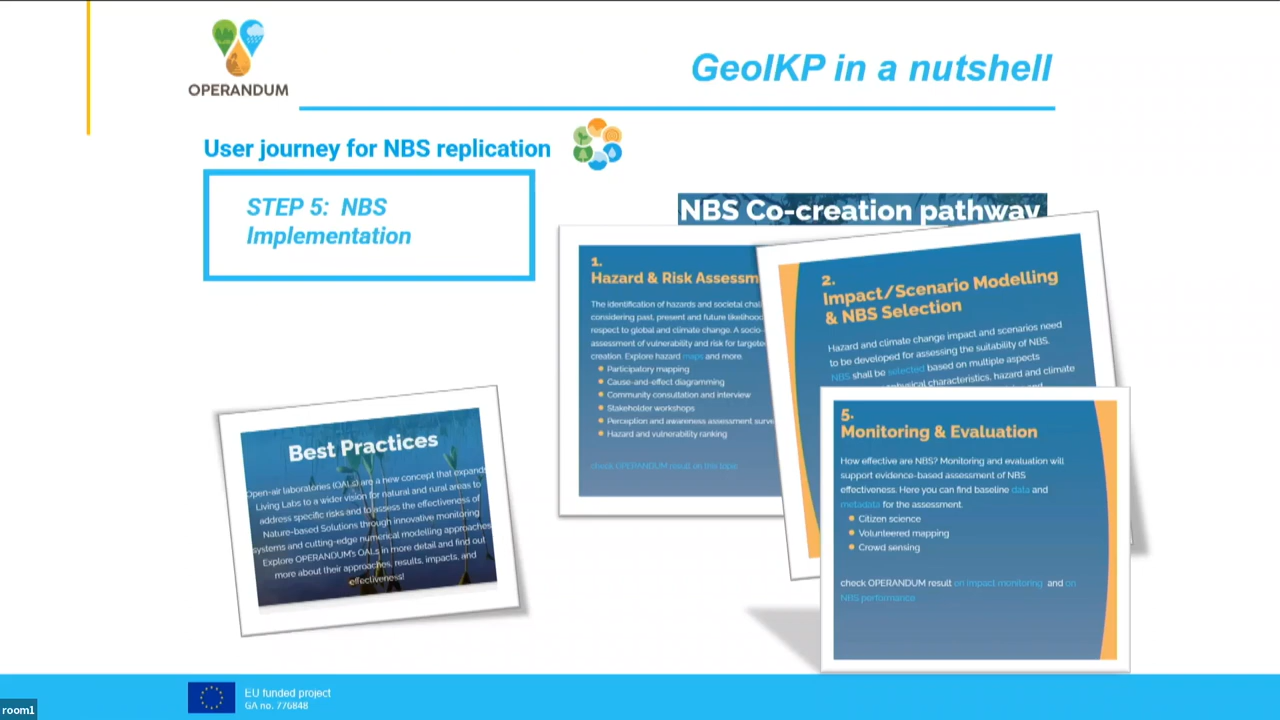 OPERANDUM
GeoIKP in a nutshell
User journey for NBS replication
STEP 5: NBS
Implementation
NBS Co-creation pathway
1.
Hazard & Risk Assessm
The identification of hazards and societal chal
considering past, present and future likelihood
respect to global and climate change. A socio-
assessment of vulnerability and risk for targete
creation. Explore hazard maps and more.
Participatory mapping
Cause-and-effect diagramming
Community consultation and interview
Stakeholder workshops
Perception and awareness assessment surve
Hazard and vulnerability ranking
check OPERANDUM result on this topic
2.
Impact/Scenario Modelling
& NBS Selection
Hazard and climate change impact and scenarios need
to be developed for assessing the suitability of NBS.
NBS shall be selected based on multiple aspects
physical characteristics, hazard and climate
5.
Monitoring & Evaluation
How effective are NBS? Monitoring and evaluation will
support evidence-based assessment of NBS
effectiveness. Here you can find baseline data and
metadata for the assessment.
Citizen science
Volunteered mapping
Crowd sensing
check OPERANDUM result on impact monitoring and on
NBS performance
Best Practices
Open-air laboratories (OALs) are a new concept that expands
Living Labs to a wider vision for natural and rural areas to
address specific risks and to assess the effectiveness of
Nature-based Solutions through innovative monitoring
systems and cutting-edge numerical modelling approaches.
Explore OPERANDUM's OALs in more detail and find out
more about their approaches, results, impacts, and
effectiveness!
EU funded project
GA no. 776848
room1